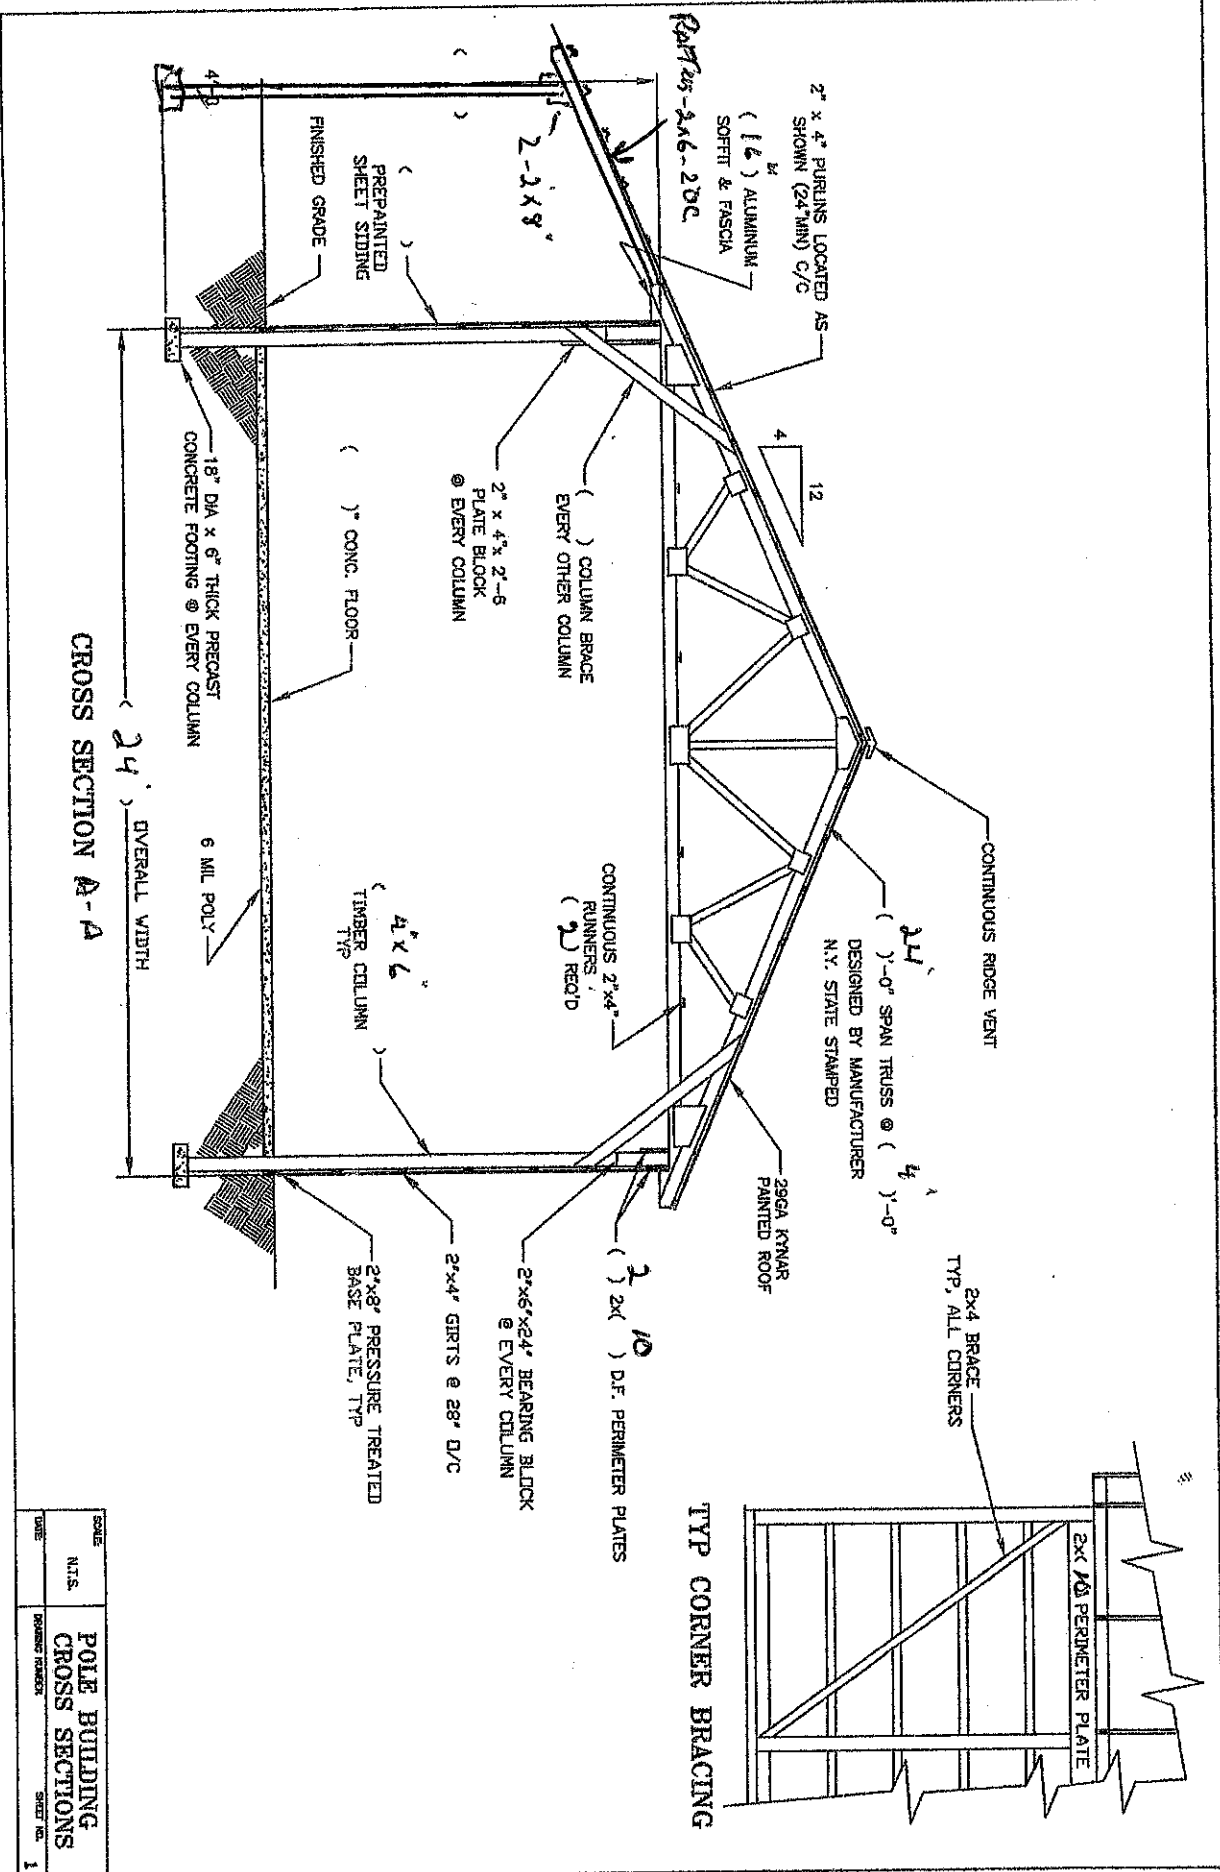 2" x 4" PURLINS LOCATED AS
SHOWN (24"MIN) C/C
( 16" ) ALUMINUM
SOFFIT & FASCIA
2x6-2'OC.
2-2x8"
4'-0
( )
( )
PREPAINTED
SHEET SIDING
FINISHED GRADE
4
12
( ) COLUMN BRACE
EVERY OTHER COLUMN
2" x 4"x 2'-6
PLATE BLOCK
@ EVERY COLUMN
( )" CONC. FLOOR
18" DIA x 6" THICK PRECAST
CONCRETE FOOTING @ EVERY COLUMN
CONTINUOUS RIDGE VENT
( 24' )'-0" SPAN TRUSS @ ( 4' )'-0"
DESIGNED BY MANUFACTURER
N.Y. STATE STAMPED
29GA KYNAR
PAINTED ROOF
CONTINUOUS 2"x4"
RUNNERS
( 2 ) REQ'D
( 4"x6" )
TIMBER COLUMN
TYP
6 MIL POLY
( 2 ) 2x( 10 ) D.F. PERIMETER PLATES
2"x6"x24" BEARING BLOCK
@ EVERY COLUMN
2"x4" GIRTS @ 28" O/C
2"x8" PRESSURE TREATED
BASE PLATE, TYP
( 24' ) OVERALL WIDTH
CROSS SECTION A-A
2x4 BRACE
TYP, ALL CORNERS
2x( 10 ) PERIMETER PLATE
TYP CORNER BRACING
SCALE:
N.T.S.
POLE BUILDING
CROSS SECTIONS
DATE:
DRAWING NUMBER
SHEET NO. 1